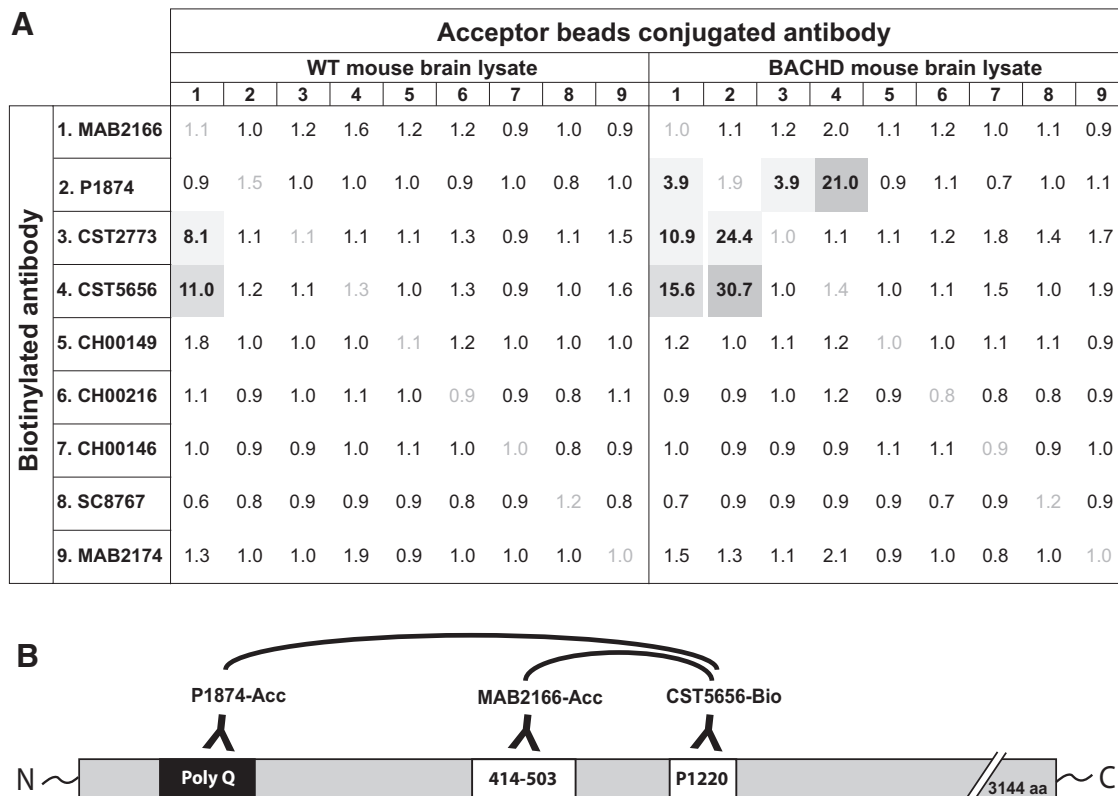 A
Acceptor beads conjugated antibody
WT mouse brain lysate BACHD mouse brain lysate
1 2 3 4 5 6 7 8 9 1 2 3 4 5 6 7 8 9
Biotinylated antibody
1. MAB2166 1.1 1.0 1.2 1.6 1.2 1.2 0.9 1.0 0.9 1.0 1.1 1.2 2.0 1.1 1.2 1.0 1.1 0.9
2. P1874 0.9 1.5 1.0 1.0 1.0 0.9 1.0 0.8 1.0 3.9 1.9 3.9 21.0 0.9 1.1 0.7 1.0 1.1
3. CST2773 8.1 1.1 1.1 1.1 1.1 1.3 0.9 1.1 1.5 10.9 24.4 1.0 1.1 1.1 1.2 1.8 1.4 1.7
4. CST5656 11.0 1.2 1.1 1.3 1.0 1.3 0.9 1.0 1.6 15.6 30.7 1.0 1.4 1.0 1.1 1.5 1.0 1.9
5. CH00149 1.8 1.0 1.0 1.0 1.1 1.2 1.0 1.0 1.0 1.2 1.0 1.1 1.2 1.0 1.0 1.1 1.1 0.9
6. CH00216 1.1 0.9 1.0 1.1 1.0 0.9 0.9 0.8 1.1 0.9 0.9 1.0 1.2 0.9 0.8 0.8 0.8 0.9
7. CH00146 1.0 0.9 0.9 1.0 1.1 1.0 1.0 0.8 0.9 1.0 0.9 0.9 0.9 1.1 1.1 0.9 0.9 1.0
8. SC8767 0.6 0.8 0.9 0.9 0.9 0.8 0.9 1.2 0.8 0.7 0.9 0.9 0.9 0.9 0.7 0.9 1.2 0.9
9. MAB2174 1.3 1.0 1.0 1.9 0.9 1.0 1.0 1.0 1.0 1.5 1.3 1.1 2.1 0.9 1.0 0.8 1.0 1.0
B
P1874-Acc MAB2166-Acc CST5656-Bio
N Poly Q 414-503 P1220 3144 aa C